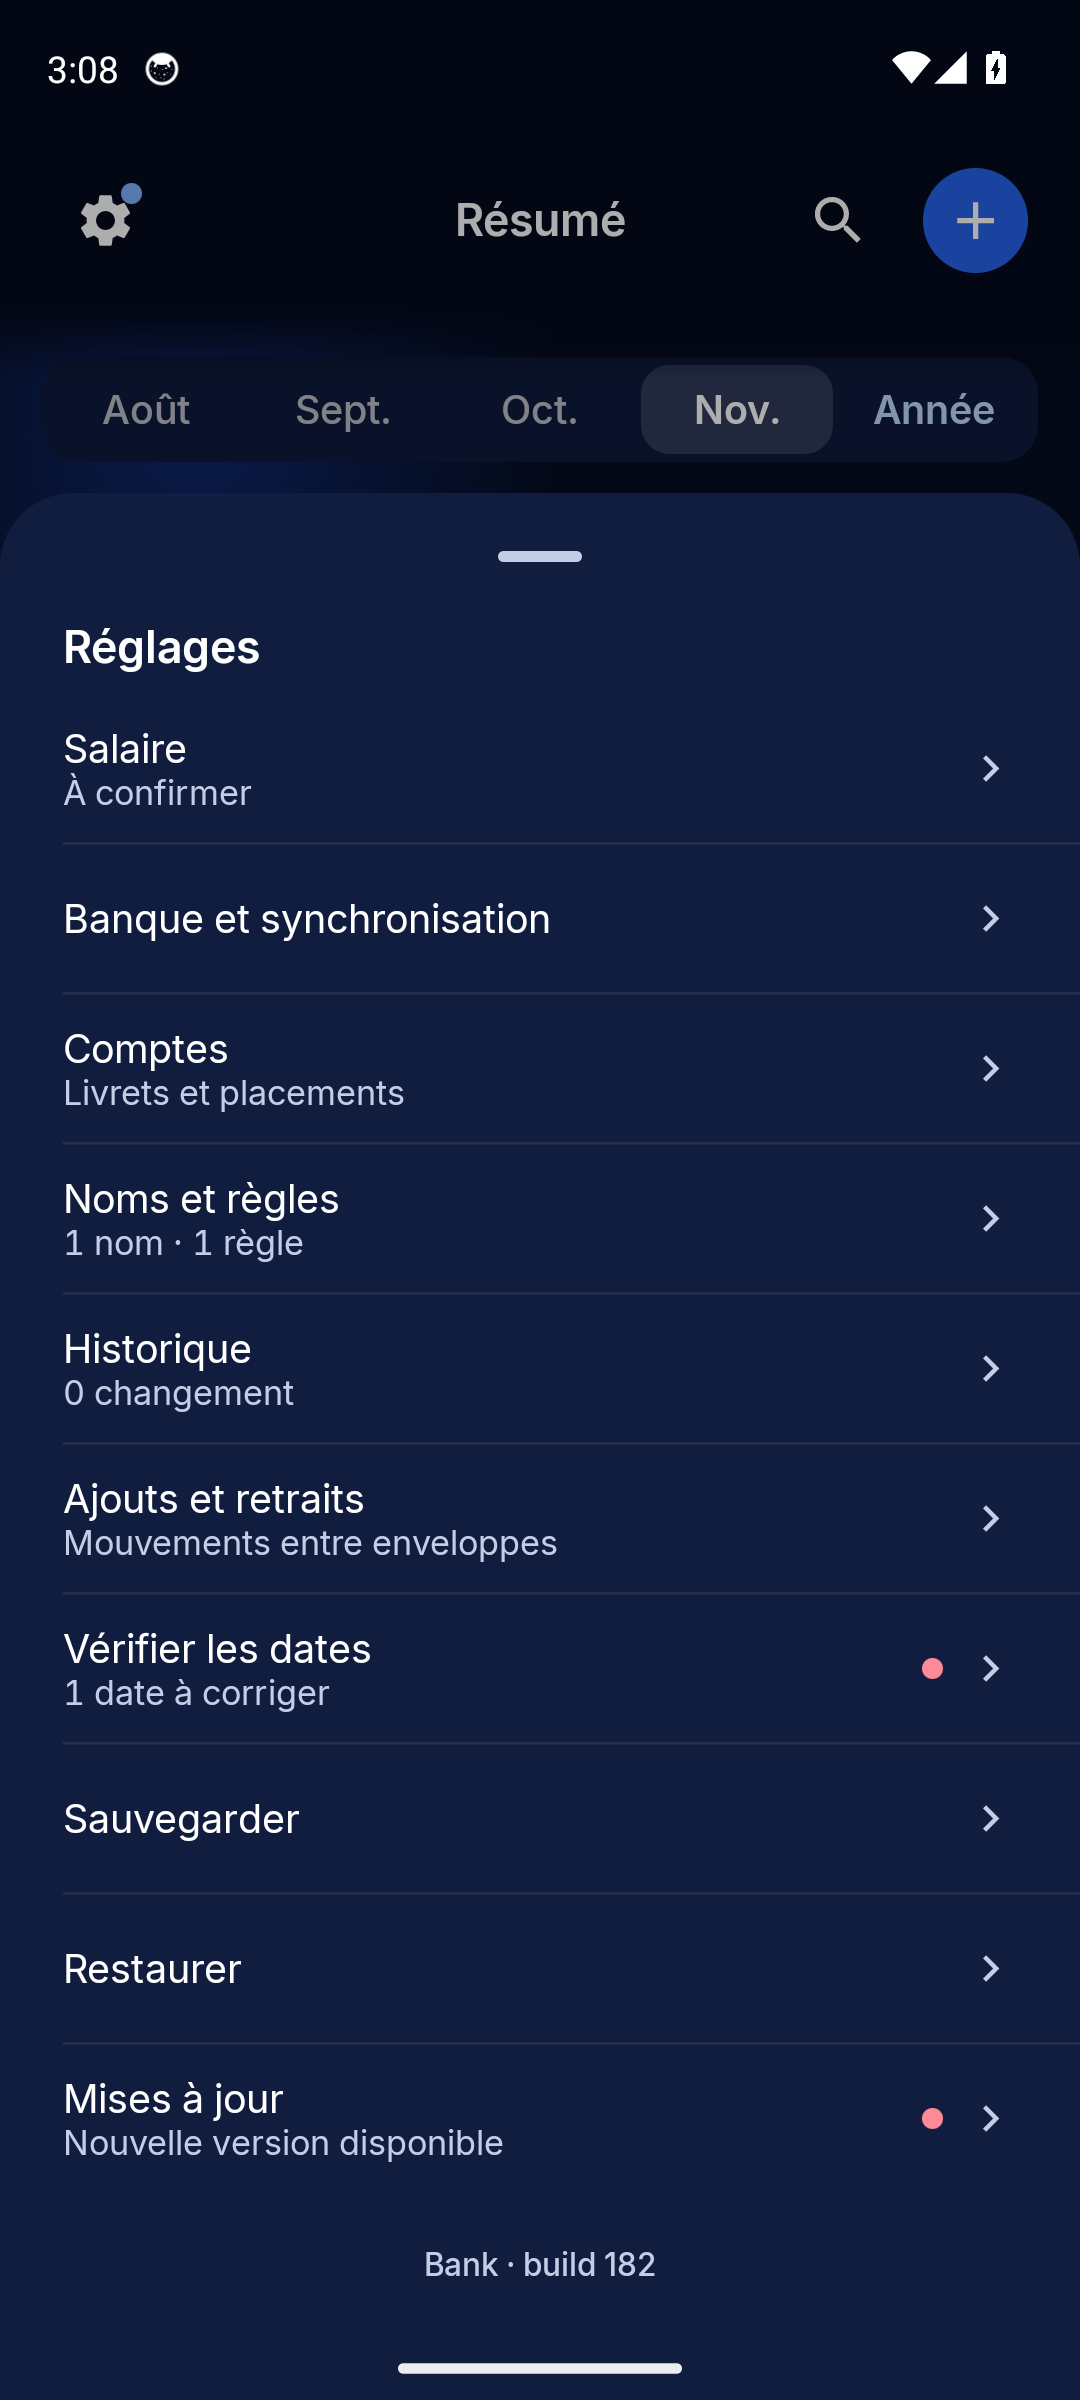 3:08
Résumé
Août Sept. Oct. Nov. Année
Réglages
Salaire
À confirmer
Banque et synchronisation
Comptes
Livrets et placements
Noms et règles
1 nom · 1 règle
Historique
0 changement
Ajouts et retraits
Mouvements entre enveloppes
Vérifier les dates
1 date à corriger
Sauvegarder
Restaurer
Mises à jour
Nouvelle version disponible
Bank · build 182